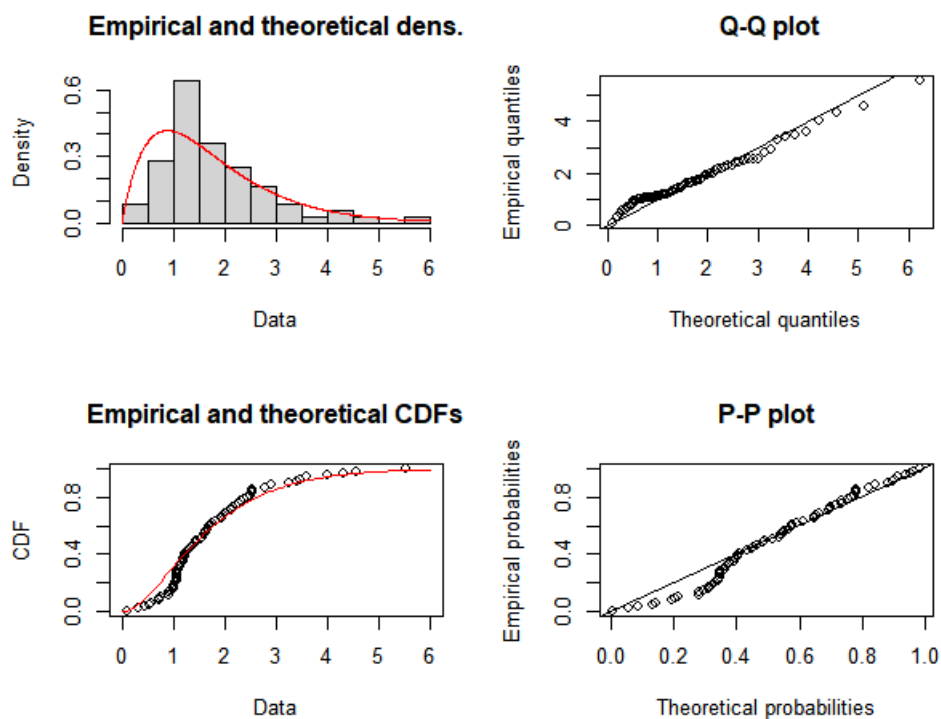 Empirical and theoretical dens.
Density
0.0 0.3 0.6
0 1 2 3 4 5 6
Data
Q-Q plot
Empirical quantiles
0 2 4
0 1 2 3 4 5 6
Theoretical quantiles
Empirical and theoretical CDFs
CDF
0.0 0.4 0.8
0 1 2 3 4 5 6
Data
P-P plot
Empirical probabilities
0.0 0.4 0.8
0.0 0.2 0.4 0.6 0.8 1.0
Theoretical probabilities